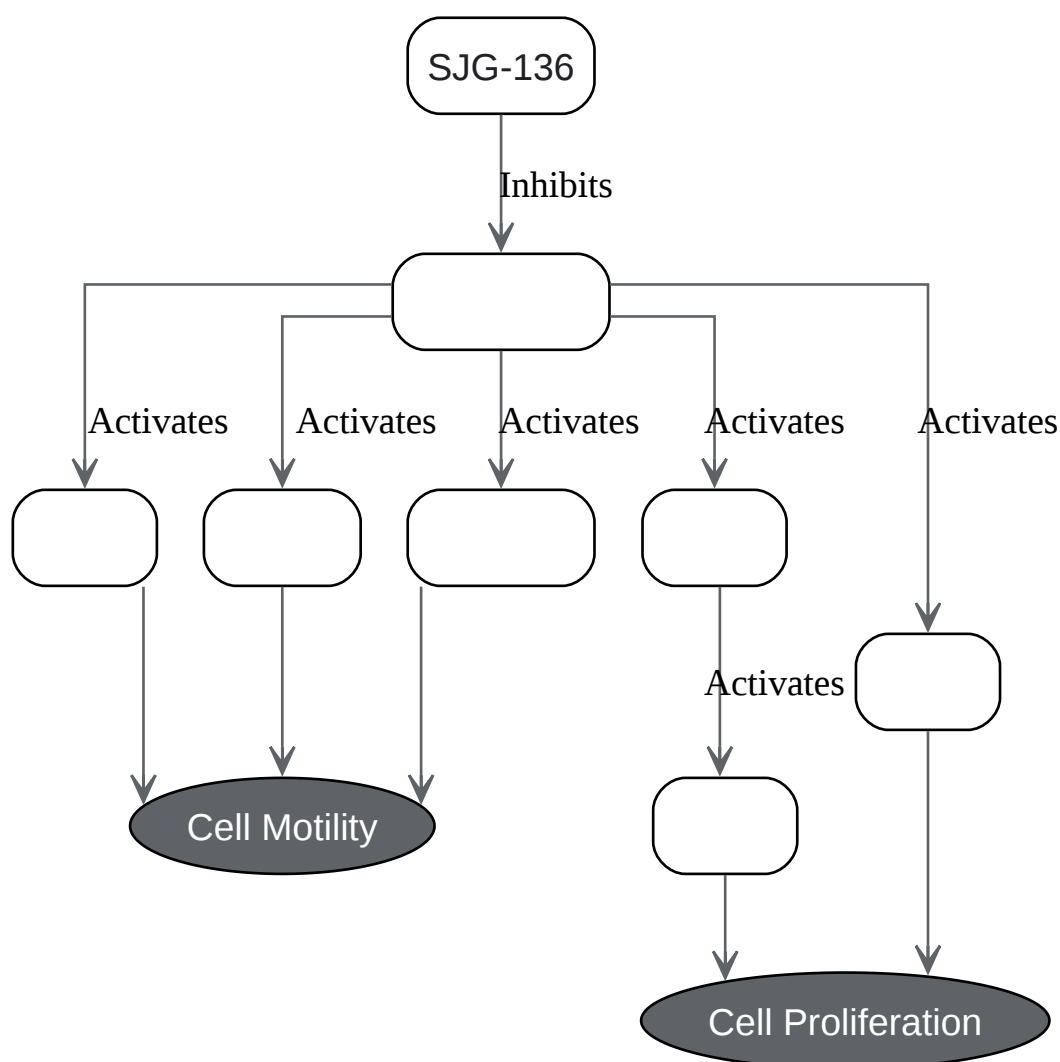 SJG-136
Inhibits
Activates
Activates
Activates
Activates
Activates
Activates
Cell Motility
Cell Proliferation